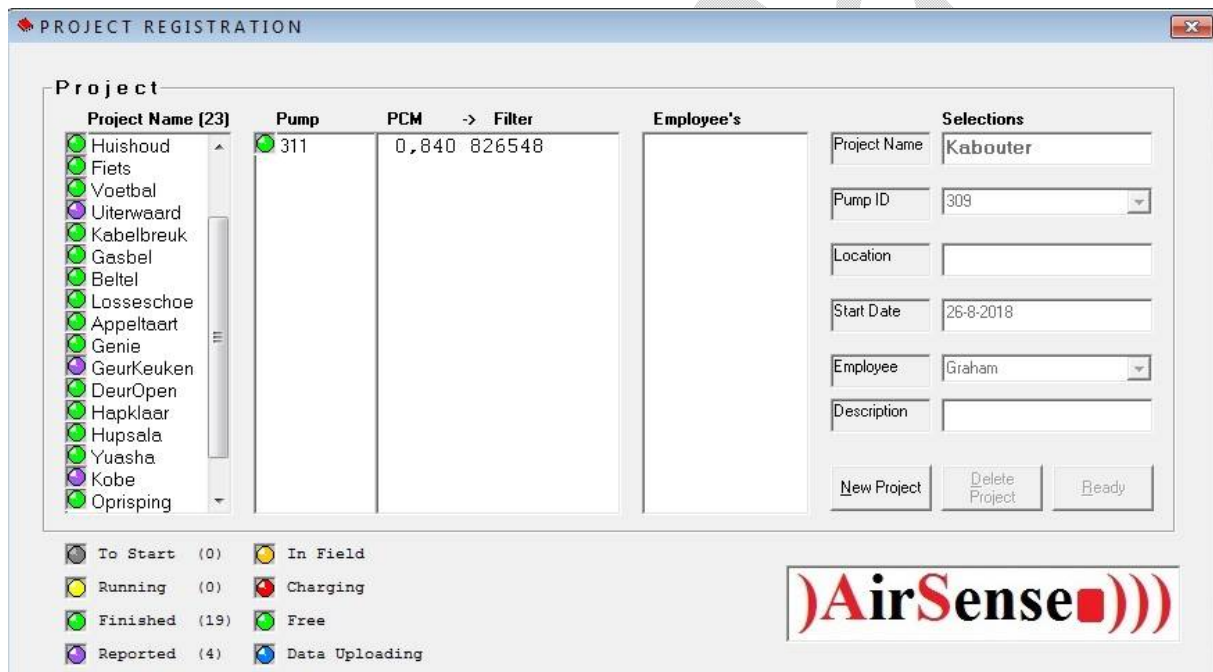 PROJECT REGISTRATION
Project
Project Name (23)
Huishoud
Fiets
Voetbal
Uiterwaard
Kabelbreuk
Gasbel
Beltel
Losseschoe
Appeltaart
Genie
GeurKeuken
DeurOpen
Hapklaar
Hupsala
Yuasha
Kobe
Oprisping
Pump
311
PCM -> Filter
0,840 826548
Employee's
Selections
Project Name Kabouter
Pump ID 309
Location
Start Date 26-8-2018
Employee Graham
Description
New Project Delete Project Ready
To Start (0) In Field
Running (0) Charging
Finished (19) Free
Reported (4) Data Uploading
)AirSense)))